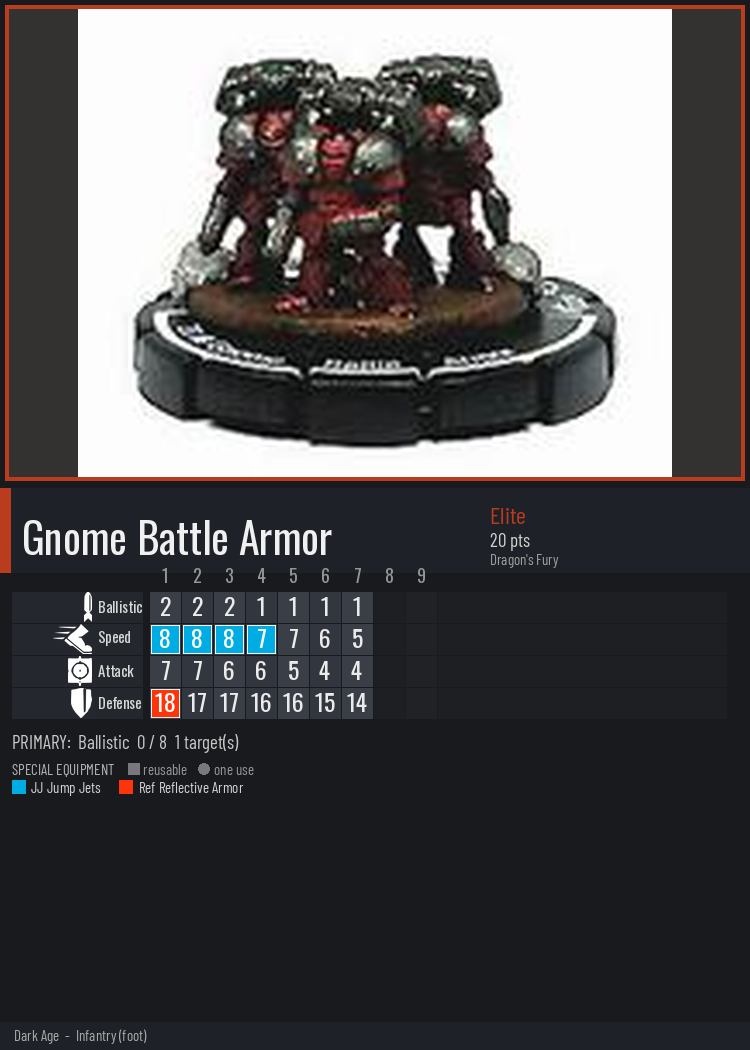 Gnome Battle Armor
Elite
20 pts
Dragon's Fury
1 2 3 4 5 6 7 8 9
Ballistic 2 2 2 1 1 1 1
Speed 8 8 8 7 7 6 5
Attack 7 7 6 6 5 4 4
Defense 18 17 17 16 16 15 14
PRIMARY: Ballistic 0 / 8 1 target(s)
SPECIAL EQUIPMENT reusable one use
JJ Jump Jets Ref Reflective Armor
Dark Age - Infantry (foot)